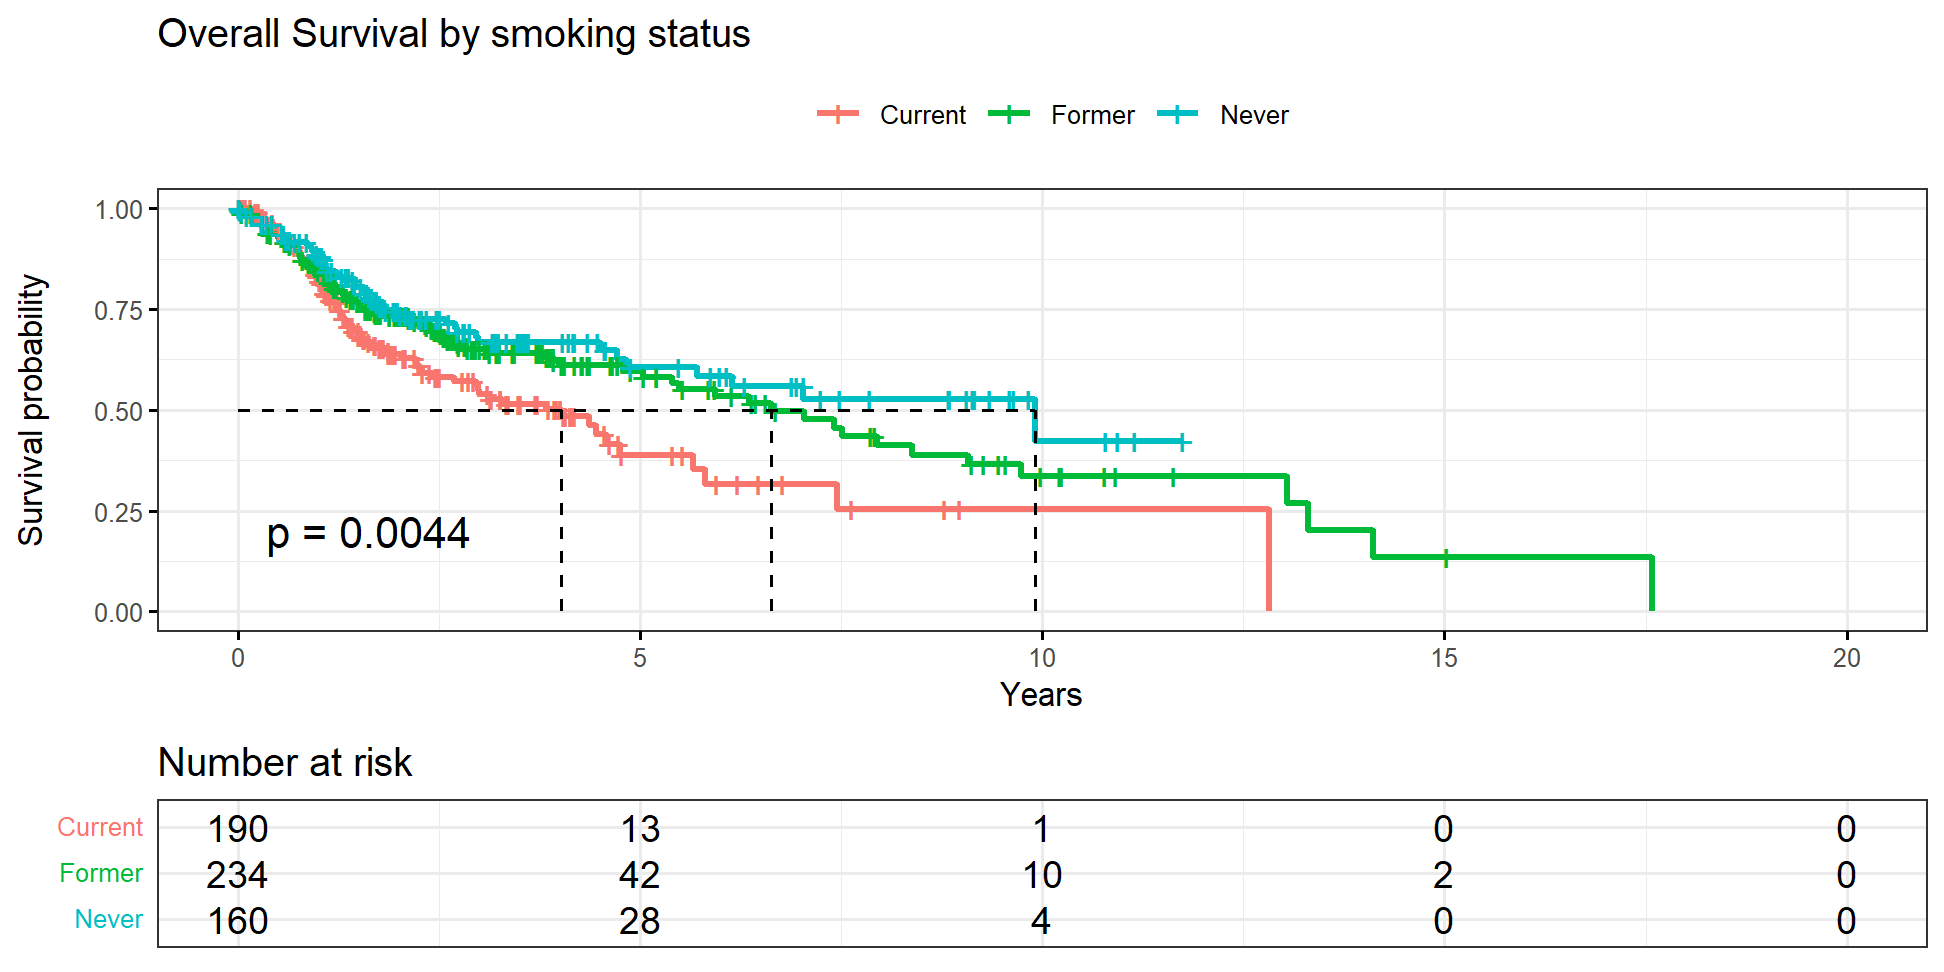 Overall Survival by smoking status
Current Former Never
Survival probability
1.00
0.75
0.50
0.25
0.00
p = 0.0044
0 5 10 15 20
Years
Number at risk
Current 190 13 1 0 0
Former 234 42 10 2 0
Never 160 28 4 0 0